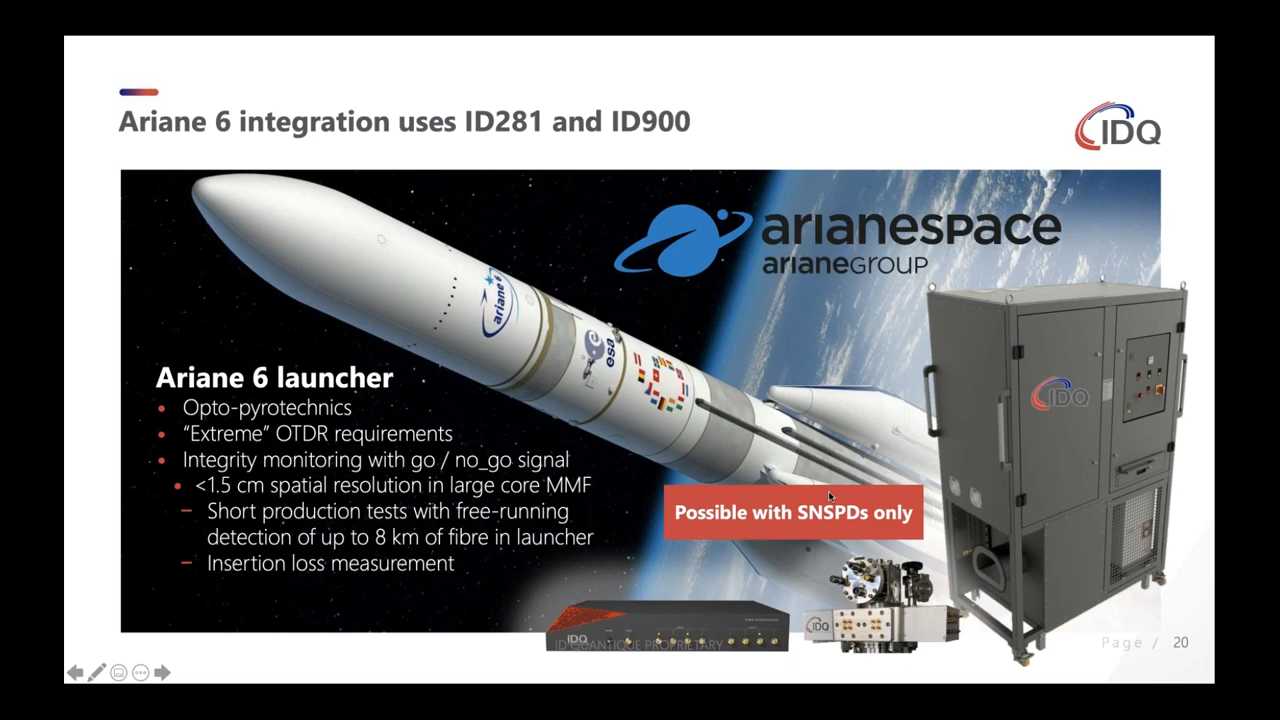 Ariane 6 integration uses ID281 and ID900
IDQ
arianespace
arianeGROUP
ariane 6
esa
IDQ
Ariane 6 launcher
Opto-pyrotechnics
“Extreme” OTDR requirements
Integrity monitoring with go / no_go signal
<1.5 cm spatial resolution in large core MMF
Short production tests with free-running
detection of up to 8 km of fibre in launcher
Insertion loss measurement
Possible with SNSPDs only
IDQ
IDQ
ID QUANTIQUE PROPRIETARY
Page / 20